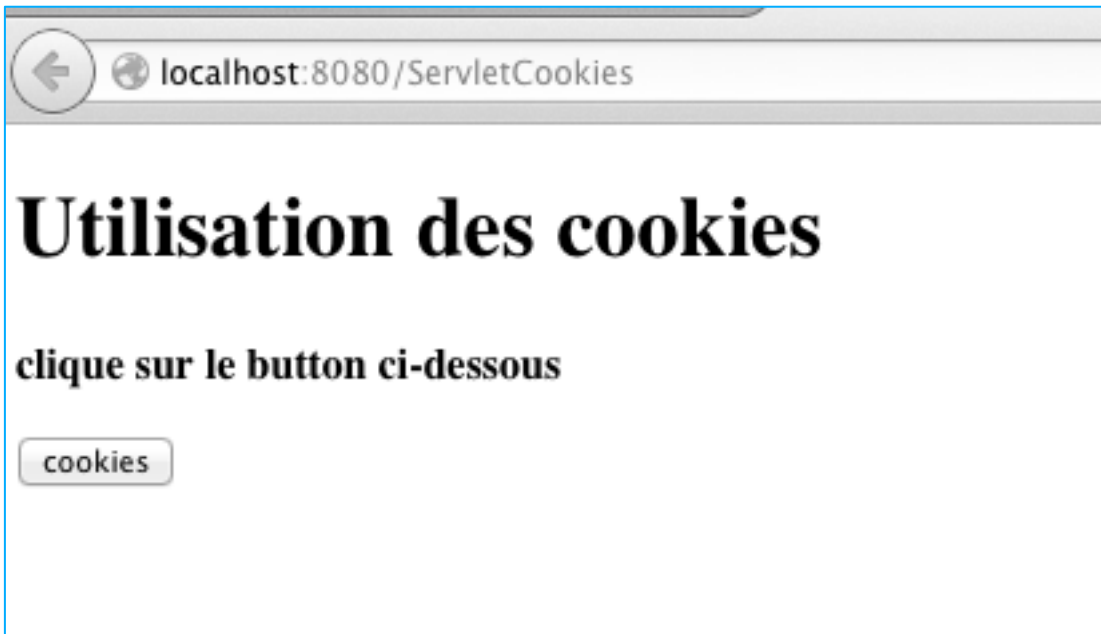 localhost:8080/ServletCookies
Utilisation des cookies
clique sur le button ci-dessous
cookies